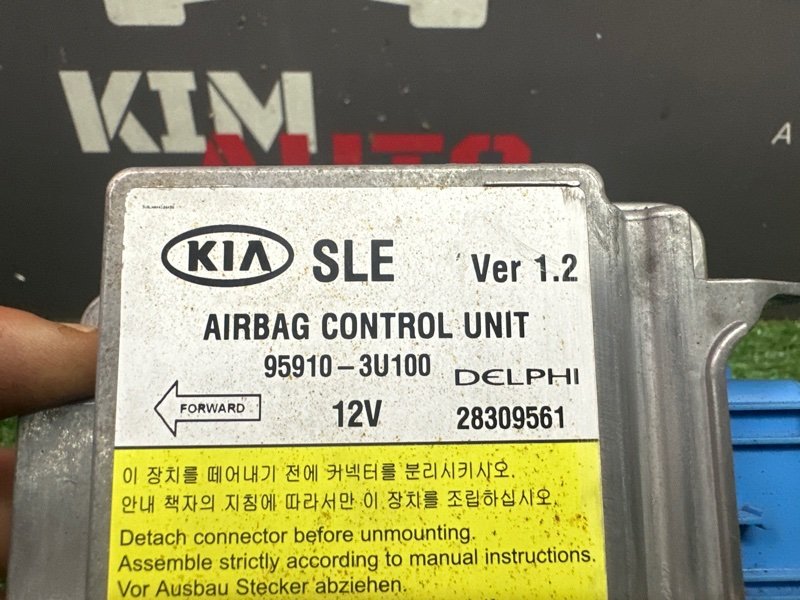 KIM
AUTO
A
KIA SLE Ver 1.2
AIRBAG CONTROL UNIT
95910-3U100 DELPHI
FORWARD 12V 28309561
이 장치를 떼어내기 전에 커넥터를 분리시키시오.
안내 책자의 지침에 따라서만 이 장치를 조립하십시오.
Detach connector before unmounting.
Assemble strictly according to manual instructions.
Vor Ausbau Stecker abziehen.